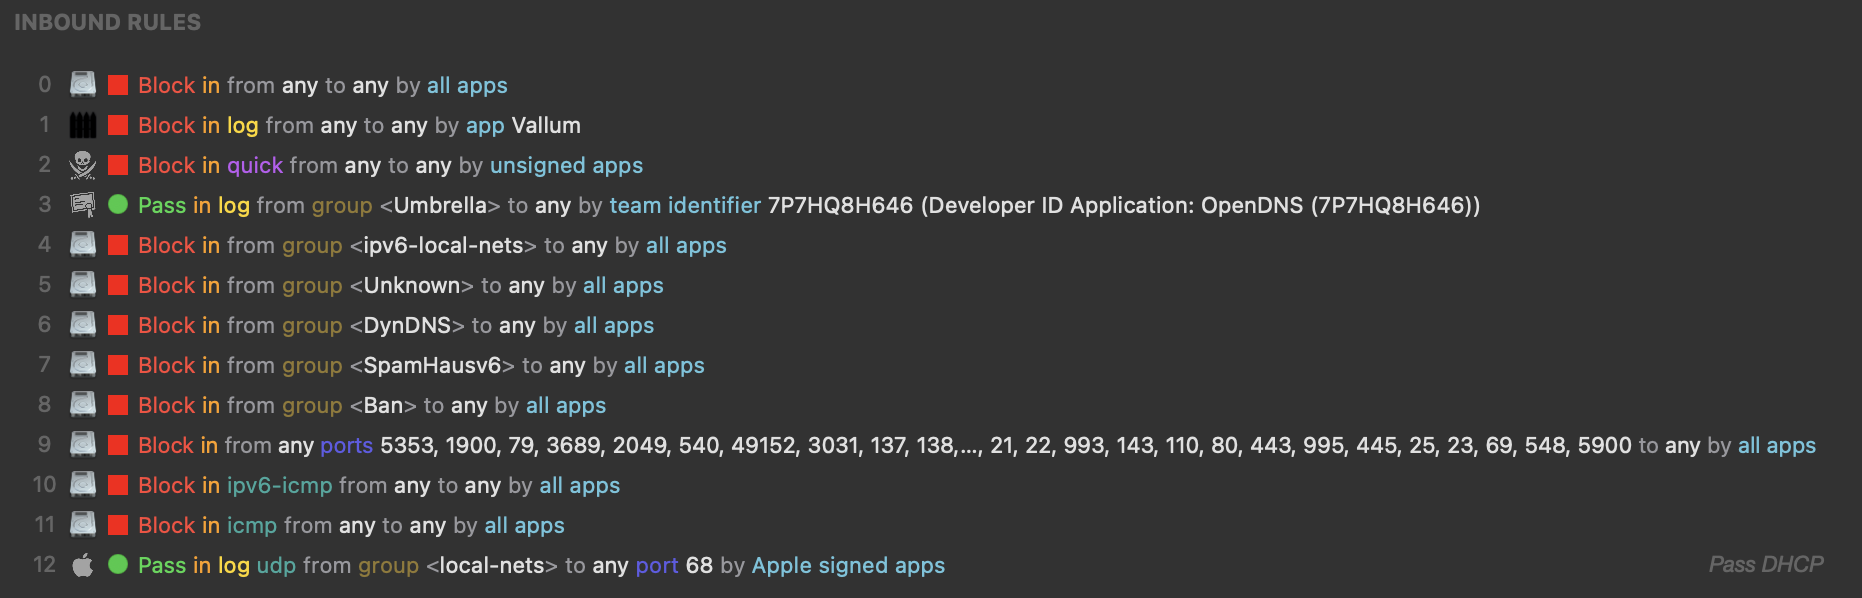 INBOUND RULES
0 Block in from any to any by all apps
1 Block in log from any to any by app Vallum
2 Block in quick from any to any by unsigned apps
3 Pass in log from group <Umbrella> to any by team identifier 7P7HQ8H646 (Developer ID Application: OpenDNS (7P7HQ8H646))
4 Block in from group <ipv6-local-nets> to any by all apps
5 Block in from group <Unknown> to any by all apps
6 Block in from group <DynDNS> to any by all apps
7 Block in from group <SpamHausv6> to any by all apps
8 Block in from group <Ban> to any by all apps
9 Block in from any ports 5353, 1900, 79, 3689, 2049, 540, 49152, 3031, 137, 138,..., 21, 22, 993, 143, 110, 80, 443, 995, 445, 25, 23, 69, 548, 5900 to any by all apps
10 Block in ipv6-icmp from any to any by all apps
11 Block in icmp from any to any by all apps
12 Pass in log udp from group <local-nets> to any port 68 by Apple signed apps Pass DHCP